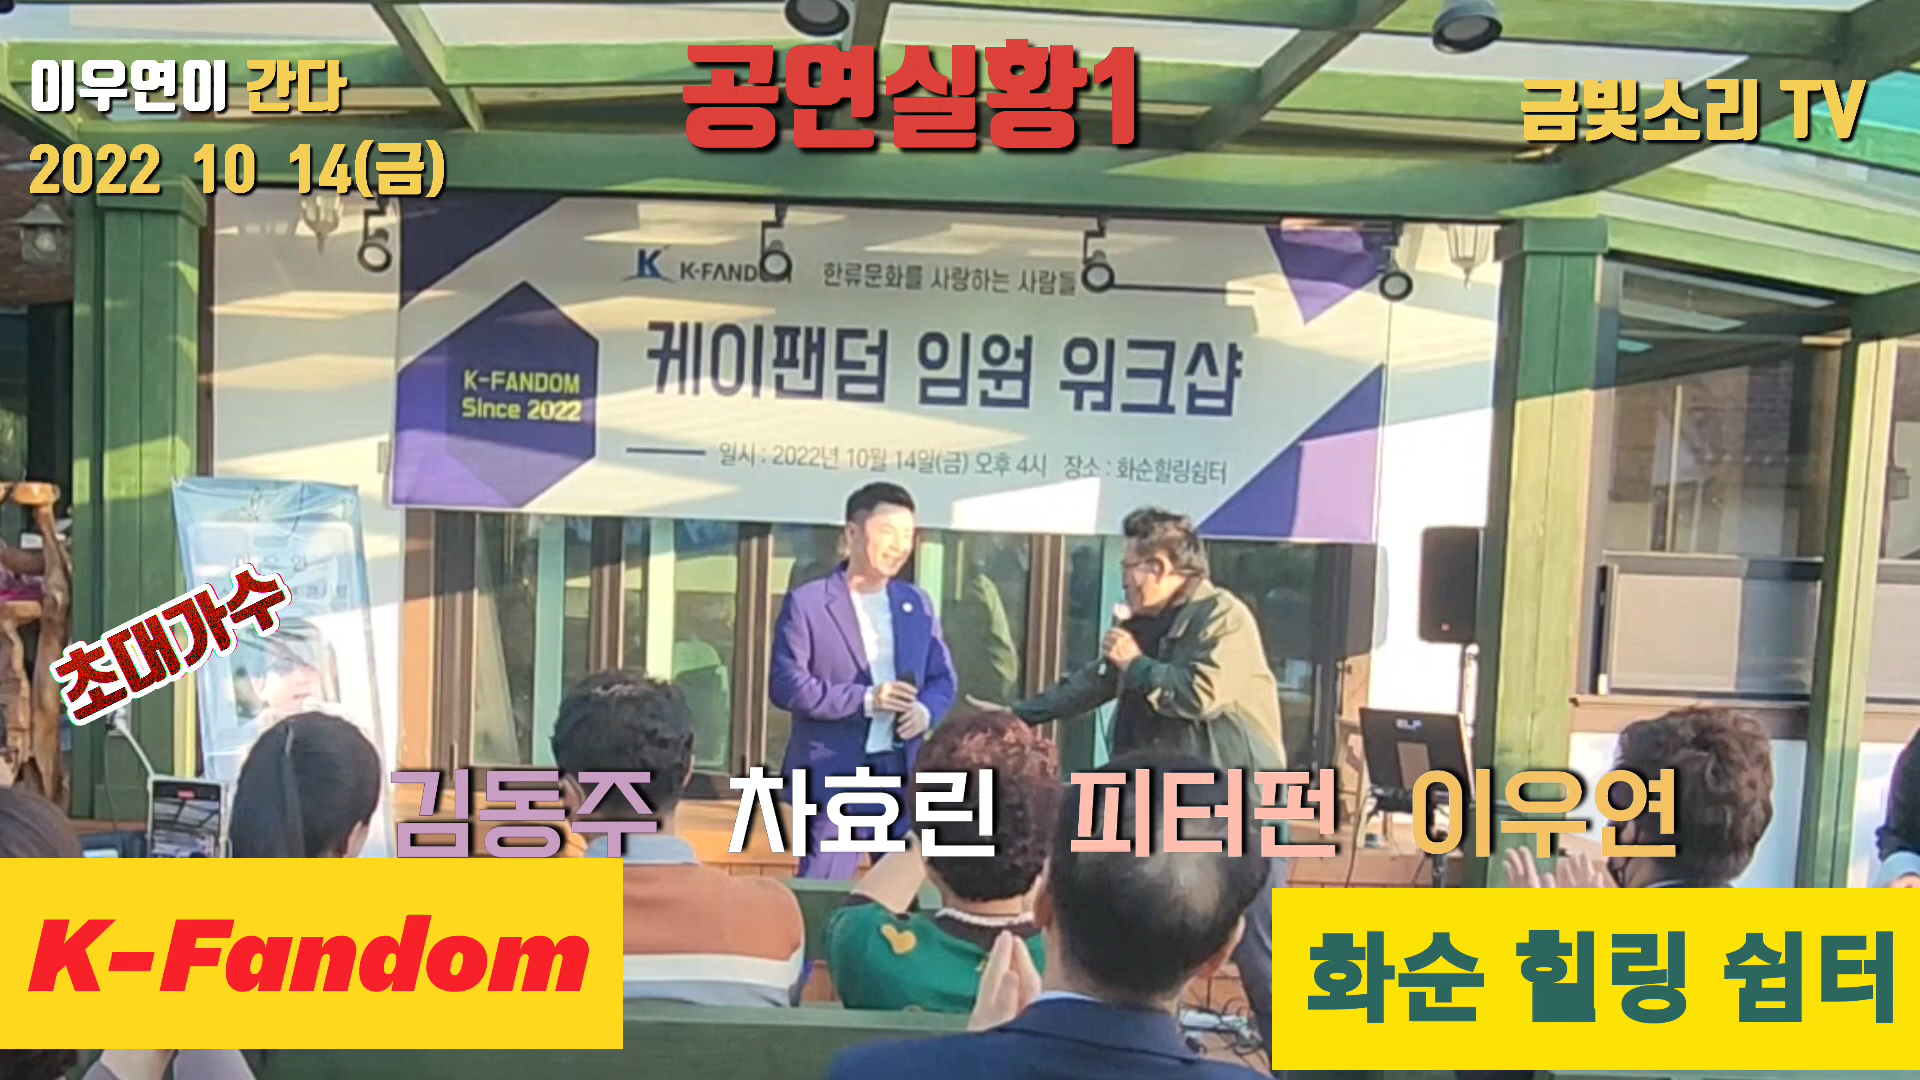 이우연이 간다
2022 10 14(금)
공연실황1
금빛소리 TV
K K-FANDOM 한류문화를 사랑하는 사람들
케이팬덤 임원 워크샵
K-FANDOM
Since 2022
일시 : 2022년 10월 14일(금) 오후 4시 장소 : 화순힐링쉼터
초대가수
김동주 차효린 피터펀 이우연
K-Fandom
화순 힐링 쉼터